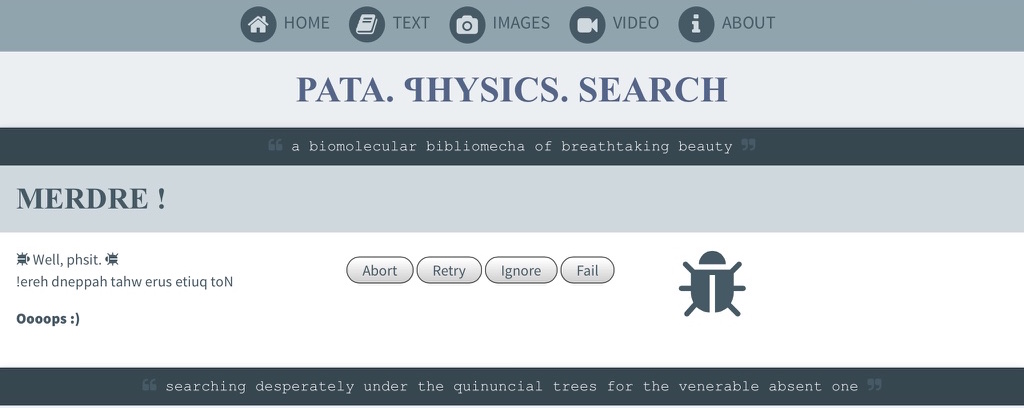 HOME TEXT IMAGES VIDEO ABOUT
PATA. ꟼHYSICS. SEARCH
“ a biomolecular bibliomecha of breathtaking beauty ”
MERDRE !
Well, phsit.
!ereh dneppah tahw erus etiuq toN
Oooops :)
Abort Retry Ignore Fail
“ searching desperately under the quinuncial trees for the venerable absent one ”